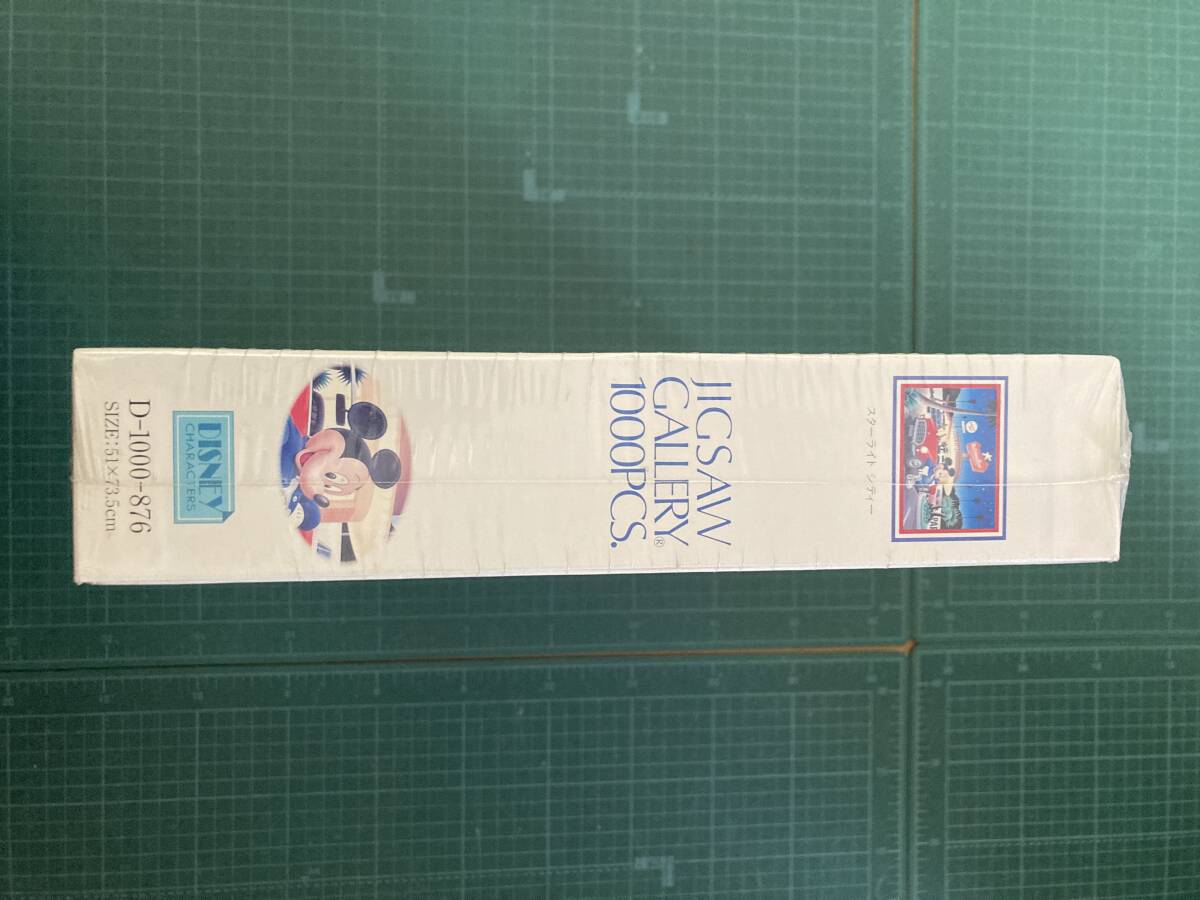 スターライト シティー
JIGSAW
GALLERY®
1000PCS.
DISNEY
CHARACTERS
D-1000-876
SIZE:51×73.5cm